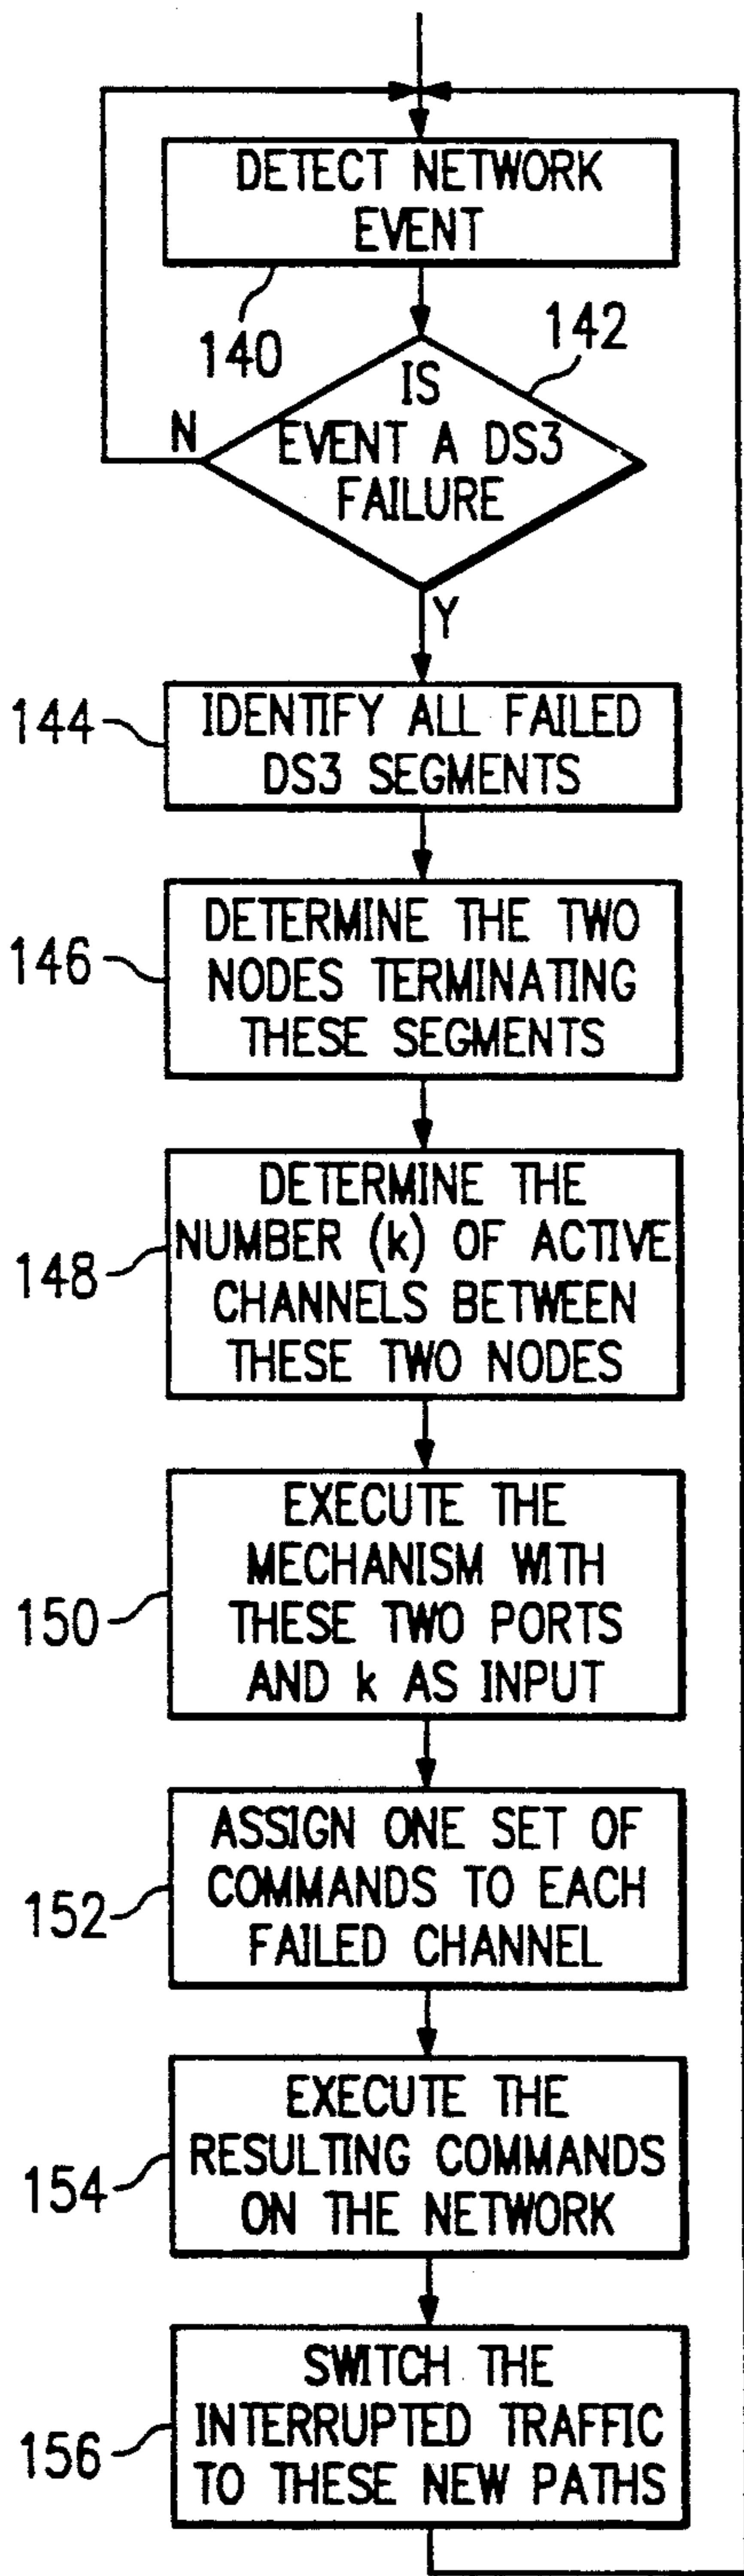 DETECT NETWORK
EVENT
140
142
IS
EVENT A DS3
FAILURE
N
Y
144
IDENTIFY ALL FAILED
DS3 SEGMENTS
146
DETERMINE THE TWO
NODES TERMINATING
THESE SEGMENTS
148
DETERMINE THE
NUMBER (k) OF ACTIVE
CHANNELS BETWEEN
THESE TWO NODES
150
EXECUTE THE
MECHANISM WITH
THESE TWO PORTS
AND k AS INPUT
152
ASSIGN ONE SET OF
COMMANDS TO EACH
FAILED CHANNEL
154
EXECUTE THE
RESULTING COMMANDS
ON THE NETWORK
156
SWITCH THE
INTERRUPTED TRAFFIC
TO THESE NEW PATHS